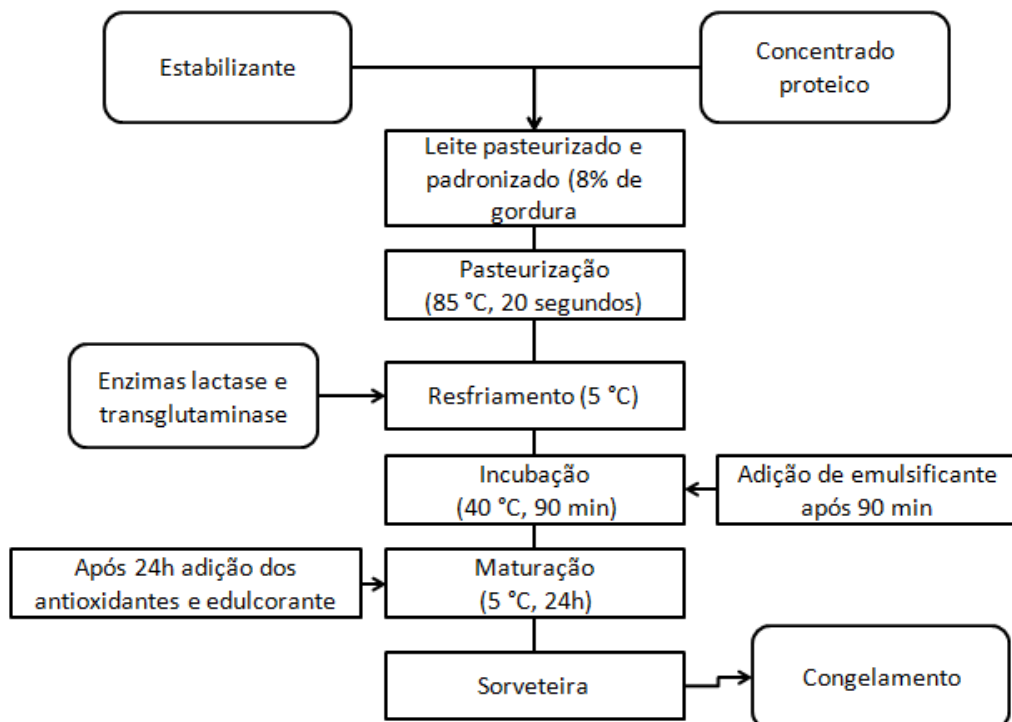 Estabilizante
Concentrado
proteico
Leite pasteurizado e
padronizado (8% de
gordura
Pasteurização
(85 °C, 20 segundos)
Enzimas lactase e
transglutaminase
Resfriamento (5 °C)
Incubação
(40 °C, 90 min)
Adição de emulsificante
após 90 min
Após 24h adição dos
antioxidantes e edulcorante
Maturação
(5 °C, 24h)
Sorveteira
Congelamento